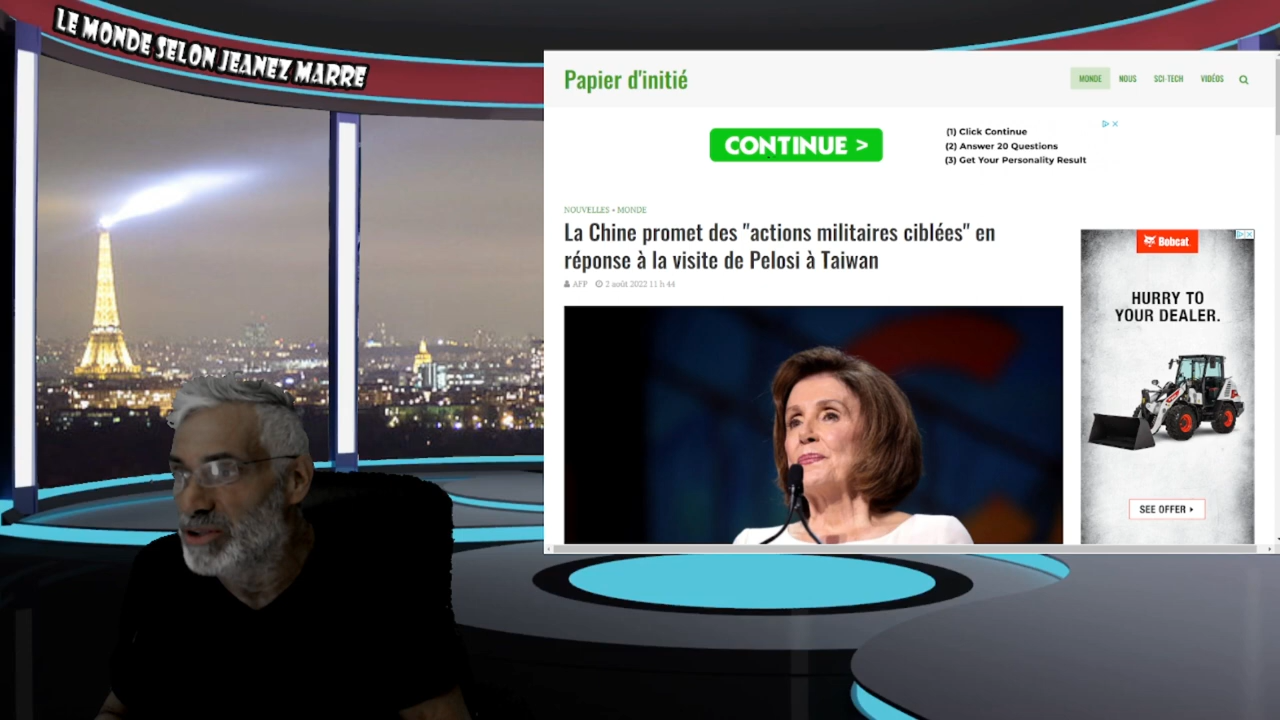 LE MONDE SELON JEANEZ MARRE
Papier d'initié
MONDE NOUS SCI-TECH VIDÉOS
CONTINUE >
(1) Click Continue
(2) Answer 20 Questions
(3) Get Your Personality Result
NOUVELLES • MONDE
La Chine promet des "actions militaires ciblées" en
réponse à la visite de Pelosi à Taiwan
AFP 2 août 2022 11 h 44
Bobcat
HURRY TO
YOUR DEALER.
SEE OFFER